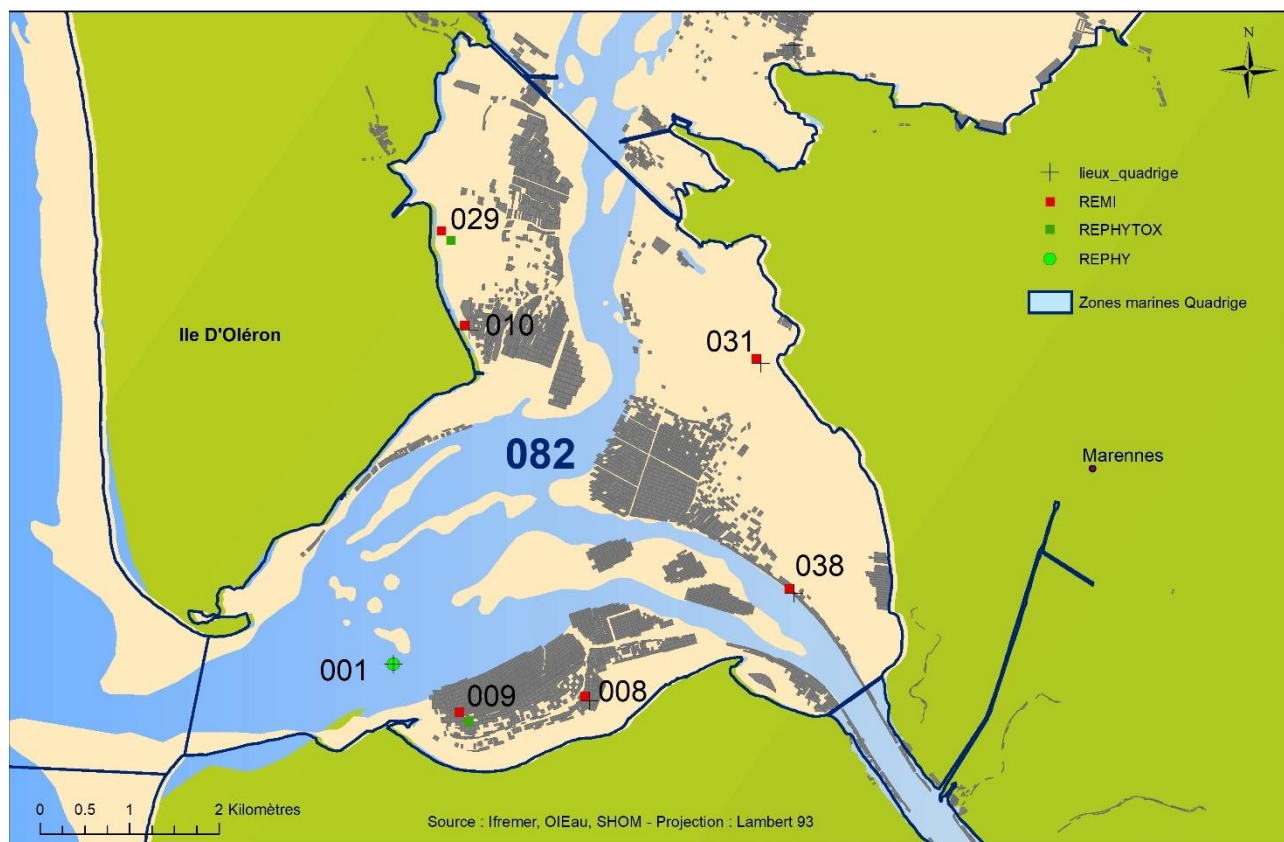 N
lieux_quadrige
REMI
REPHYTOX
REPHY
Zones marines Quadrige
029
010
Ile D'Oléron
031
082
Marennes
038
001
009
008
0 0.5 1 2 Kilomètres
Source : Ifremer, OIEau, SHOM - Projection : Lambert 93